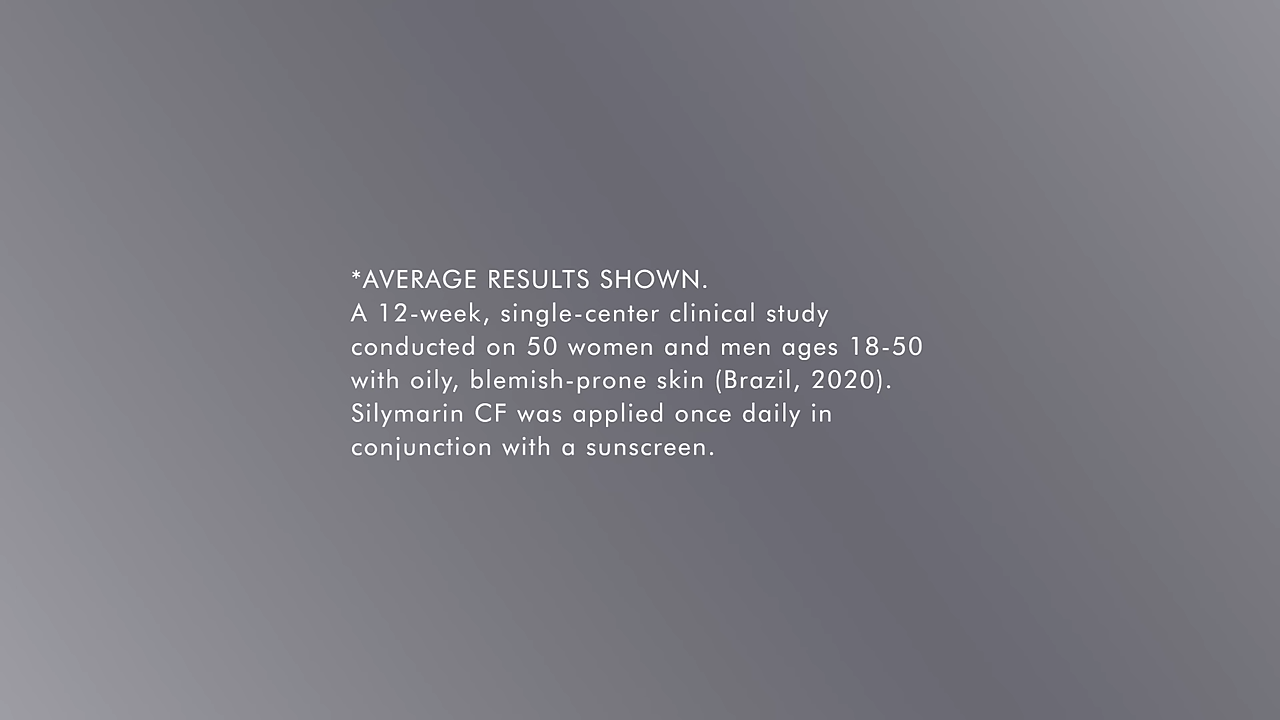 *AVERAGE RESULTS SHOWN.
A 12-week, single-center clinical study
conducted on 50 women and men ages 18-50
with oily, blemish-prone skin (Brazil, 2020).
Silymarin CF was applied once daily in
conjunction with a sunscreen.